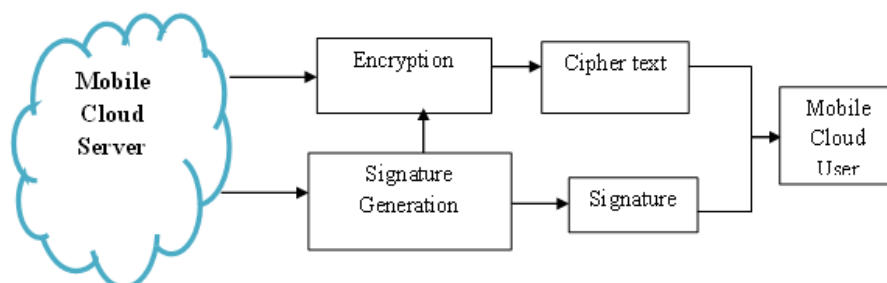 Mobile
Cloud
Server
Encryption
Cipher text
Signature
Generation
Signature
Mobile
Cloud
User